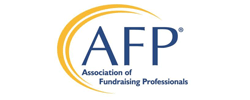 AFP®
Association of
Fundraising Professionals